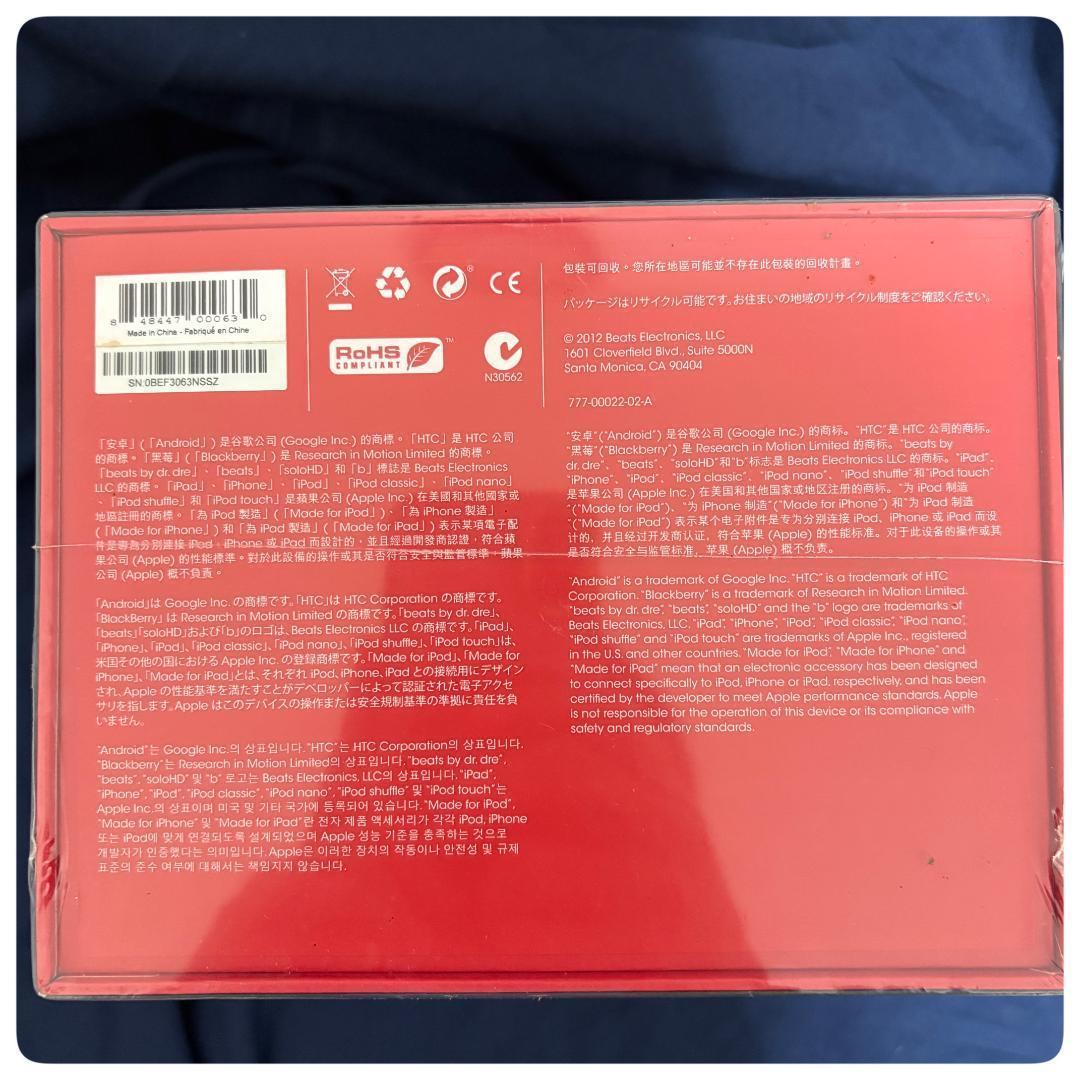 8 48447 00063 0
Made in China - Fabriqué en Chine
SN:0BEF3063NSSZ
RoHS™
COMPLIANT
®
CE
N30562
包裝可回收。您所在地區可能並不存在此包裝的回收計畫。
パッケージはリサイクル可能です。お住まいの地域のリサイクル制度をご確認ください。
© 2012 Beats Electronics, LLC
1601 Cloverfield Blvd., Suite 5000N
Santa Monica, CA 90404
777-00022-02-A
「安卓」(「Android」) 是谷歌公司 (Google Inc.) 的商標。「HTC」是 HTC 公司
的商標。「黑莓」(「Blackberry」) 是 Research in Motion Limited 的商標。
「beats by dr. dre」、「beats」、「soloHD」和「b」標誌是 Beats Electronics
LLC 的商標。「iPad」、「iPhone」、「iPod」、「iPod classic」、「iPod nano」
、「iPod shuffle」和「iPod touch」是蘋果公司 (Apple Inc.) 在美國和其他國家或
地區註冊的商標。「為 iPod 製造」(「Made for iPod」)、「為 iPhone 製造」
(「Made for iPhone」) 和「為 iPad 製造」(「Made for iPad」) 表示某項電子配
件是專為分別連接 iPod、iPhone 或 iPad 而設計的，並且經過開發商認證，符合蘋
果公司 (Apple) 的性能標準。對於此設備的操作或其是否符合安全與監管標準，蘋果
公司 (Apple) 概不負責。
「Android」は Google Inc. の商標です。「HTC」は HTC Corporation の商標です。
「BlackBerry」は Research in Motion Limited の商標です。「beats by dr. dre」、
「beats」「soloHD」および「b」のロゴは、Beats Electronics LLC の商標です。「iPad」、
「iPhone」、「iPod」、「iPod classic」、「iPod nano」、「iPod shuffle」、「iPod touch」は、
米国その他の国における Apple Inc. の登録商標です。「Made for iPod」、「Made for
iPhone」、「Made for iPad」とは、それぞれ iPod、iPhone、iPad との接続用にデザイン
され、Apple の性能基準を満たすことがデベロッパーによって認証された電子アクセ
サリを指します。Apple はこのデバイスの操作または安全規制基準の準拠に責任を負
いません。
"Android"는 Google Inc.의 상표입니다. "HTC"는 HTC Corporation의 상표입니다.
"Blackberry"는 Research in Motion Limited의 상표입니다. "beats by dr. dre",
"beats", "soloHD" 및 "b" 로고는 Beats Electronics, LLC의 상표입니다. "iPad",
"iPhone", "iPod", "iPod classic", "iPod nano", "iPod shuffle" 및 "iPod touch"는
Apple Inc.의 상표이며 미국 및 기타 국가에 등록되어 있습니다. "Made for iPod",
"Made for iPhone" 및 "Made for iPad"란 전자 제품 액세서리가 각각 iPod, iPhone
또는 iPad에 맞게 연결되도록 설계되었으며 Apple 성능 기준을 충족하는 것으로
개발자가 인증했다는 의미입니다. Apple은 이러한 장치의 작동이나 안전성 및 규제
표준의 준수 여부에 대해서는 책임지지 않습니다.
"安卓"("Android") 是谷歌公司 (Google Inc.) 的商标。"HTC"是 HTC 公司的商标。
"黑莓"("Blackberry") 是 Research in Motion Limited 的商标。"beats by
dr. dre"、"beats"、"soloHD"和"b"标志是 Beats Electronics LLC 的商标。"iPad"、
"iPhone"、"iPod"、"iPod classic"、"iPod nano"、"iPod shuffle"和"iPod touch"
是苹果公司 (Apple Inc.) 在美国和其他国家或地区注册的商标。"为 iPod 制造
"("Made for iPod")、"为 iPhone 制造"("Made for iPhone") 和"为 iPad 制造
"("Made for iPad") 表示某个电子附件是专为分别连接 iPod、iPhone 或 iPad 而设
计的，并且经过开发商认证，符合苹果 (Apple) 的性能标准。对于此设备的操作或其
是否符合安全与监管标准，苹果 (Apple) 概不负责。
"Android" is a trademark of Google Inc. "HTC" is a trademark of HTC
Corporation. "Blackberry" is a trademark of Research in Motion Limited.
"beats by dr. dre", "beats", "soloHD" and the "b" logo are trademarks of
Beats Electronics, LLC. "iPad", "iPhone", "iPod", "iPod classic", "iPod nano",
"iPod shuffle" and "iPod touch" are trademarks of Apple Inc., registered
in the U.S. and other countries. "Made for iPod", "Made for iPhone" and
"Made for iPad" mean that an electronic accessory has been designed
to connect specifically to iPod, iPhone or iPad, respectively, and has been
certified by the developer to meet Apple performance standards. Apple
is not responsible for the operation of this device or its compliance with
safety and regulatory standards.